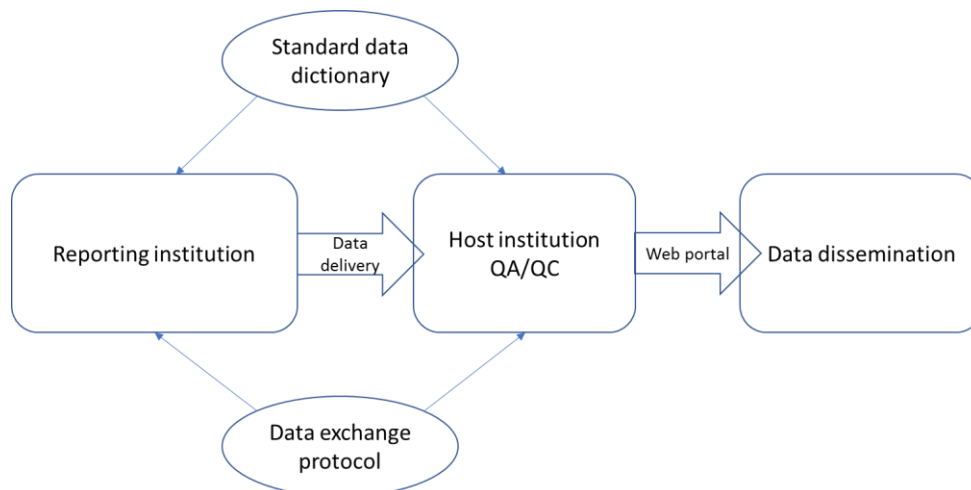 Standard data
dictionary
Reporting institution
Data
delivery
Host institution
QA/QC
Web portal
Data dissemination
Data exchange
protocol